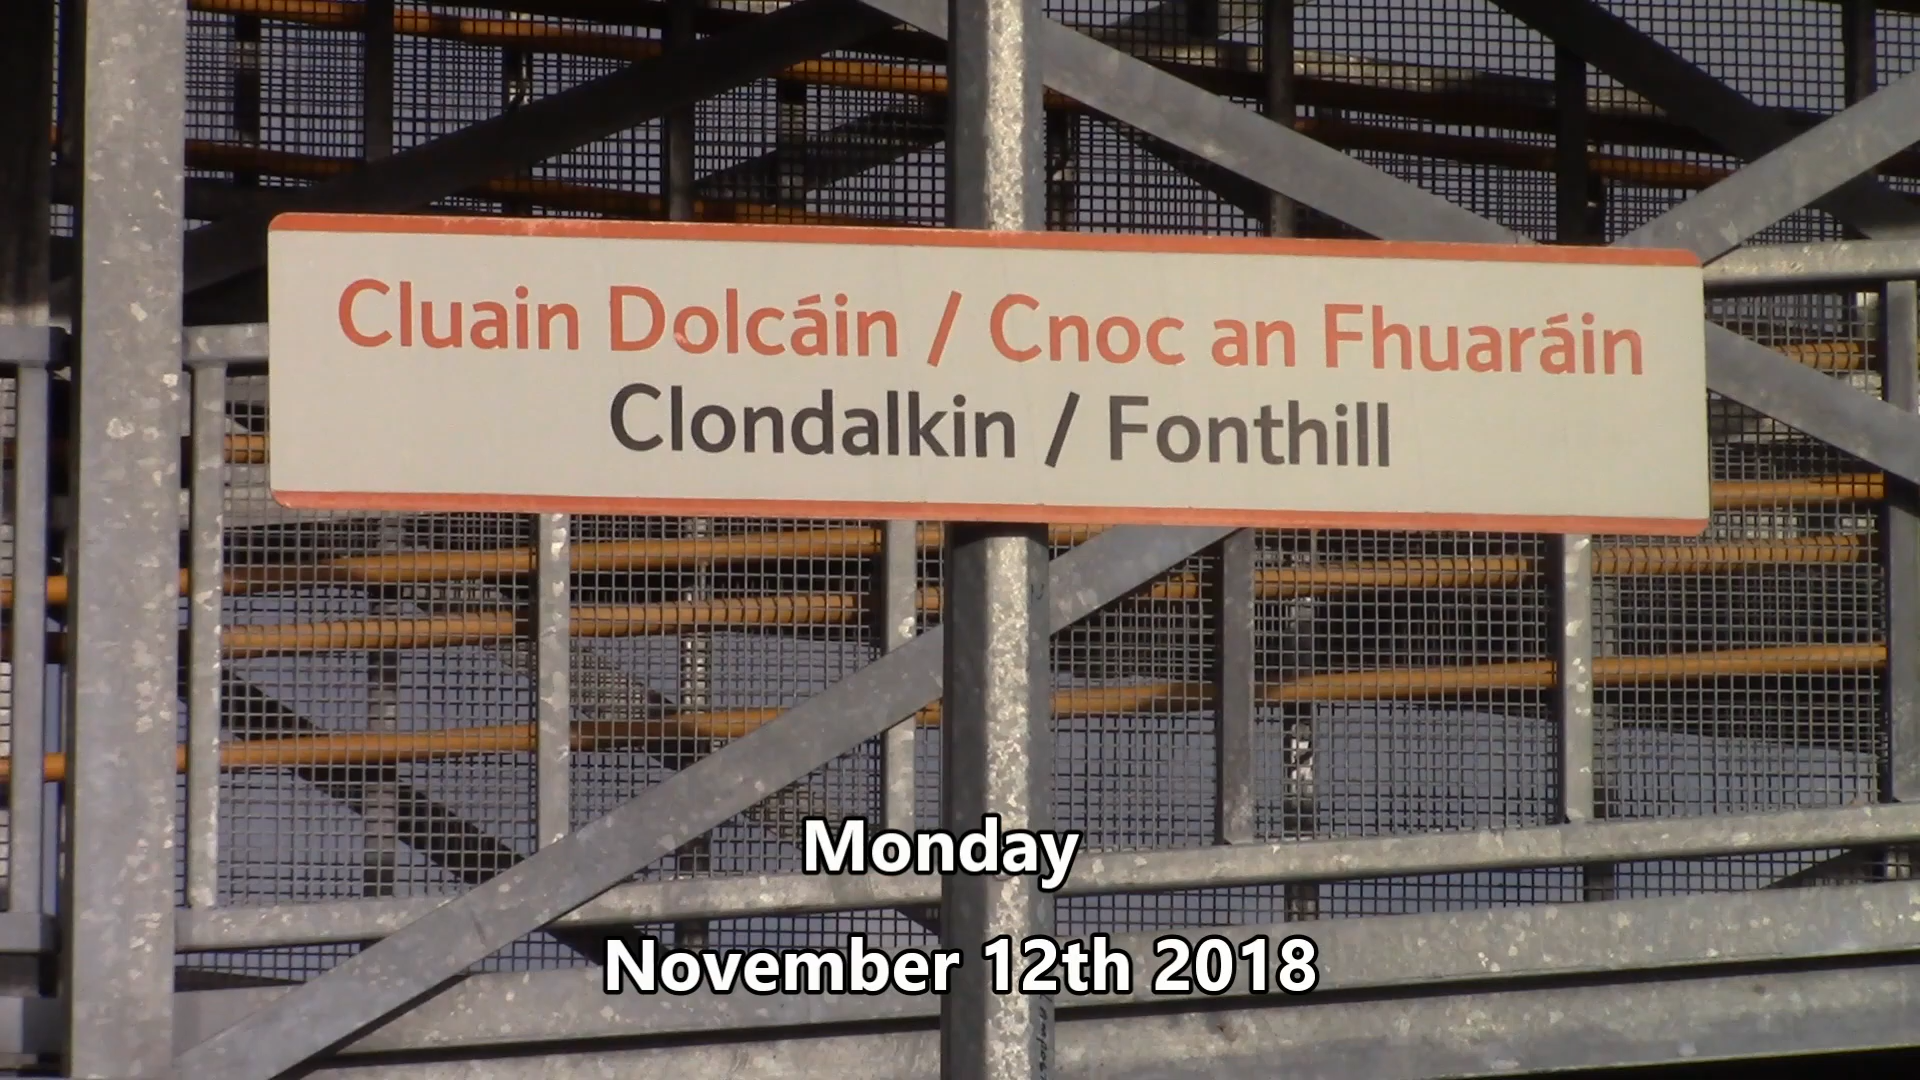 Cluain Dolcáin / Cnoc an Fhuaráin
Clondalkin / Fonthill
Monday
November 12th 2018